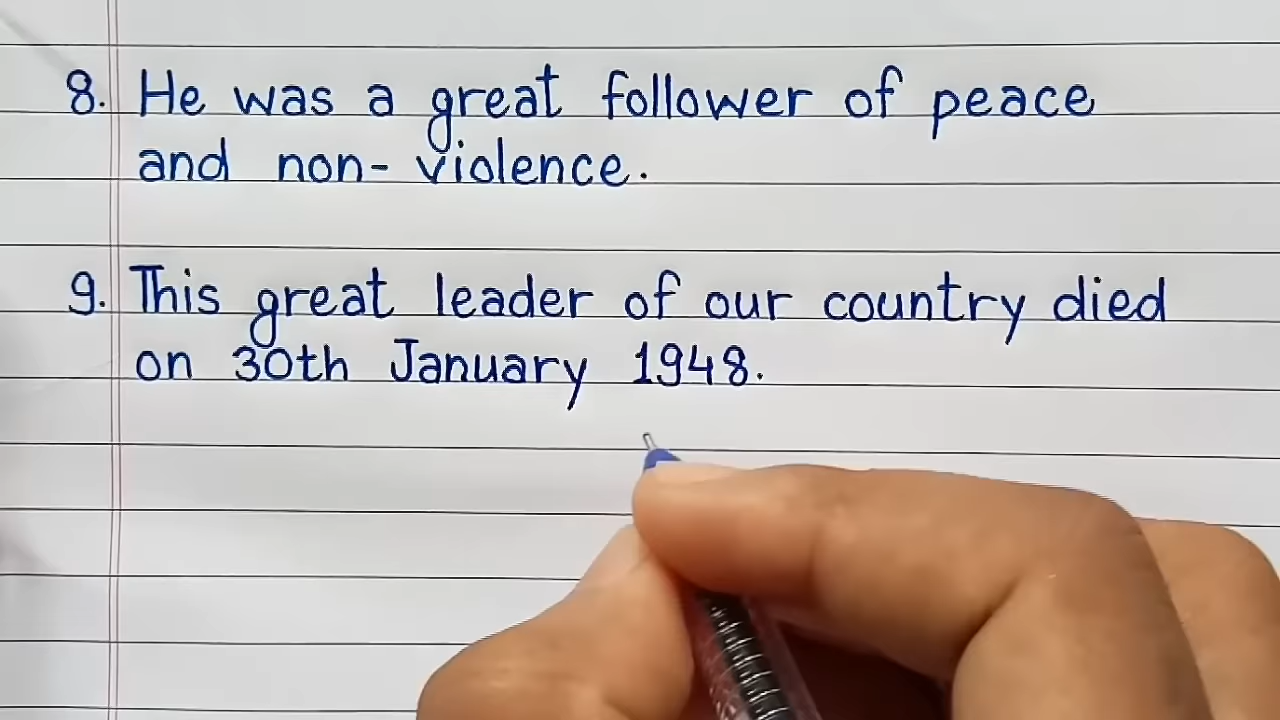 8. He was a great follower of peace
and non-violence.
9. This great leader of our country died
on 30th January 1948.